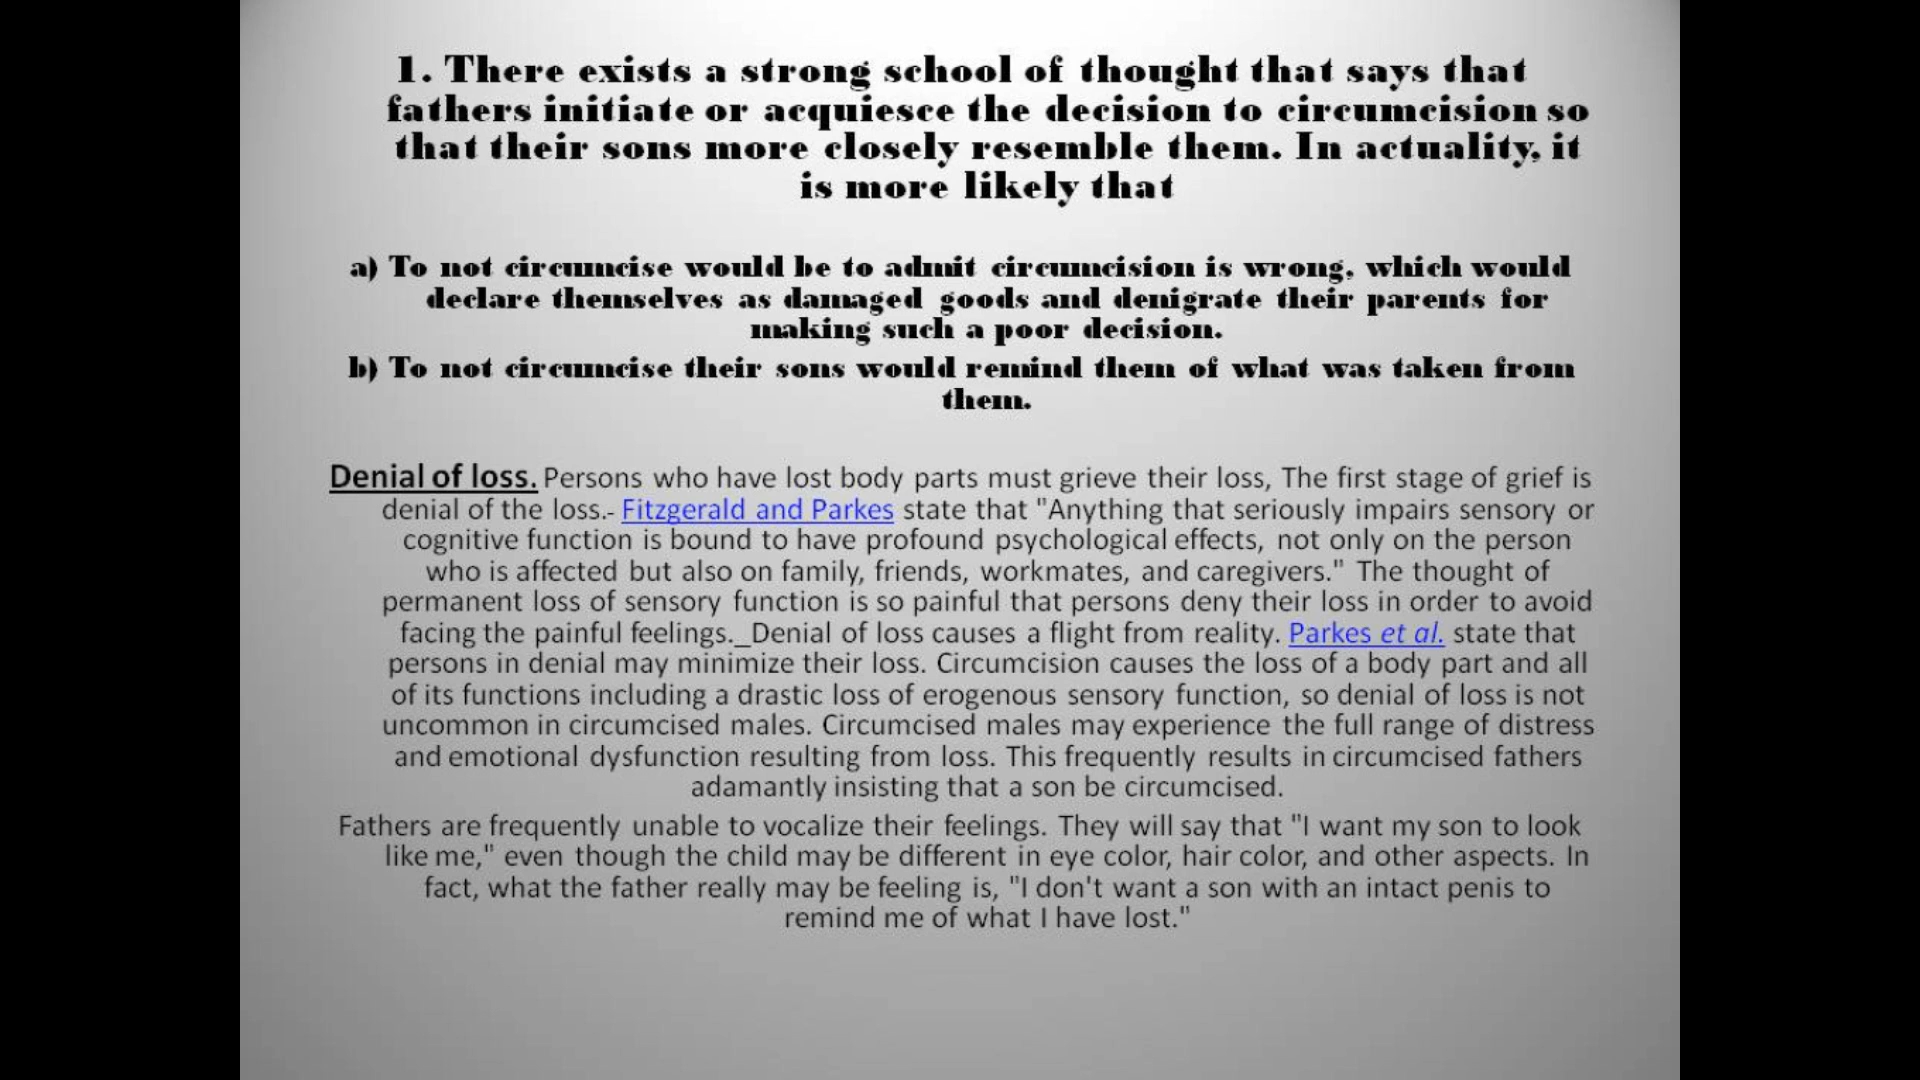 1. There exists a strong school of thought that says that
fathers initiate or acquiesce the decision to circumcision so
that their sons more closely resemble them. In actuality, it
is more likely that
a) To not circumcise would be to admit circumcision is wrong, which would
declare themselves as damaged goods and denigrate their parents for
making such a poor decision.
b) To not circumcise their sons would remind them of what was taken from
them.
Denial of loss. Persons who have lost body parts must grieve their loss, The first stage of grief is
denial of the loss.- Fitzgerald and Parkes state that "Anything that seriously impairs sensory or
cognitive function is bound to have profound psychological effects, not only on the person
who is affected but also on family, friends, workmates, and caregivers." The thought of
permanent loss of sensory function is so painful that persons deny their loss in order to avoid
facing the painful feelings._Denial of loss causes a flight from reality. Parkes et al. state that
persons in denial may minimize their loss. Circumcision causes the loss of a body part and all
of its functions including a drastic loss of erogenous sensory function, so denial of loss is not
uncommon in circumcised males. Circumcised males may experience the full range of distress
and emotional dysfunction resulting from loss. This frequently results in circumcised fathers
adamantly insisting that a son be circumcised.
Fathers are frequently unable to vocalize their feelings. They will say that "I want my son to look
like me," even though the child may be different in eye color, hair color, and other aspects. In
fact, what the father really may be feeling is, "I don't want a son with an intact penis to
remind me of what I have lost."